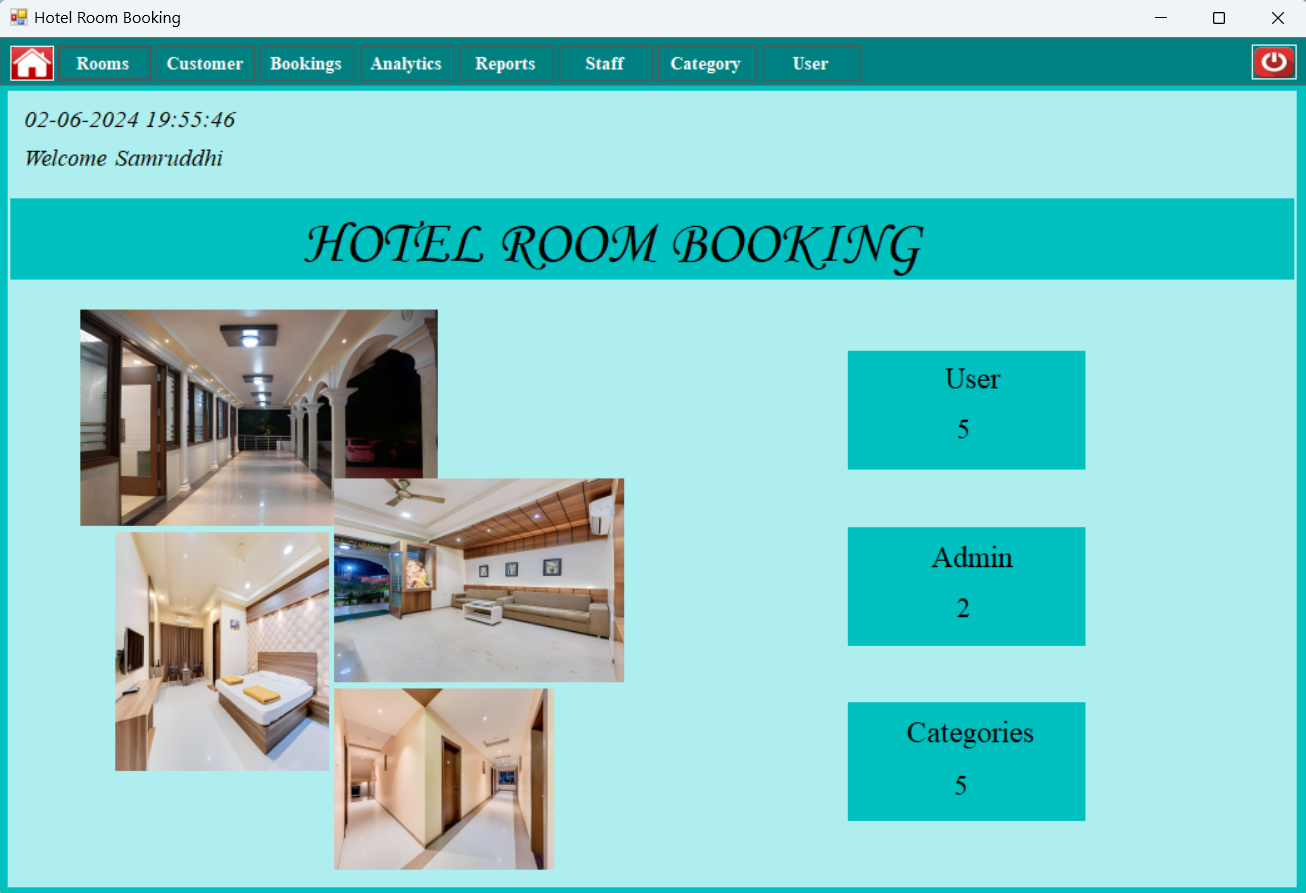 Hotel Room Booking
Rooms Customer Bookings Analytics Reports Staff Category User
02-06-2024 19:55:46
Welcome Samruddhi
HOTEL ROOM BOOKING
User
5
Admin
2
Categories
5